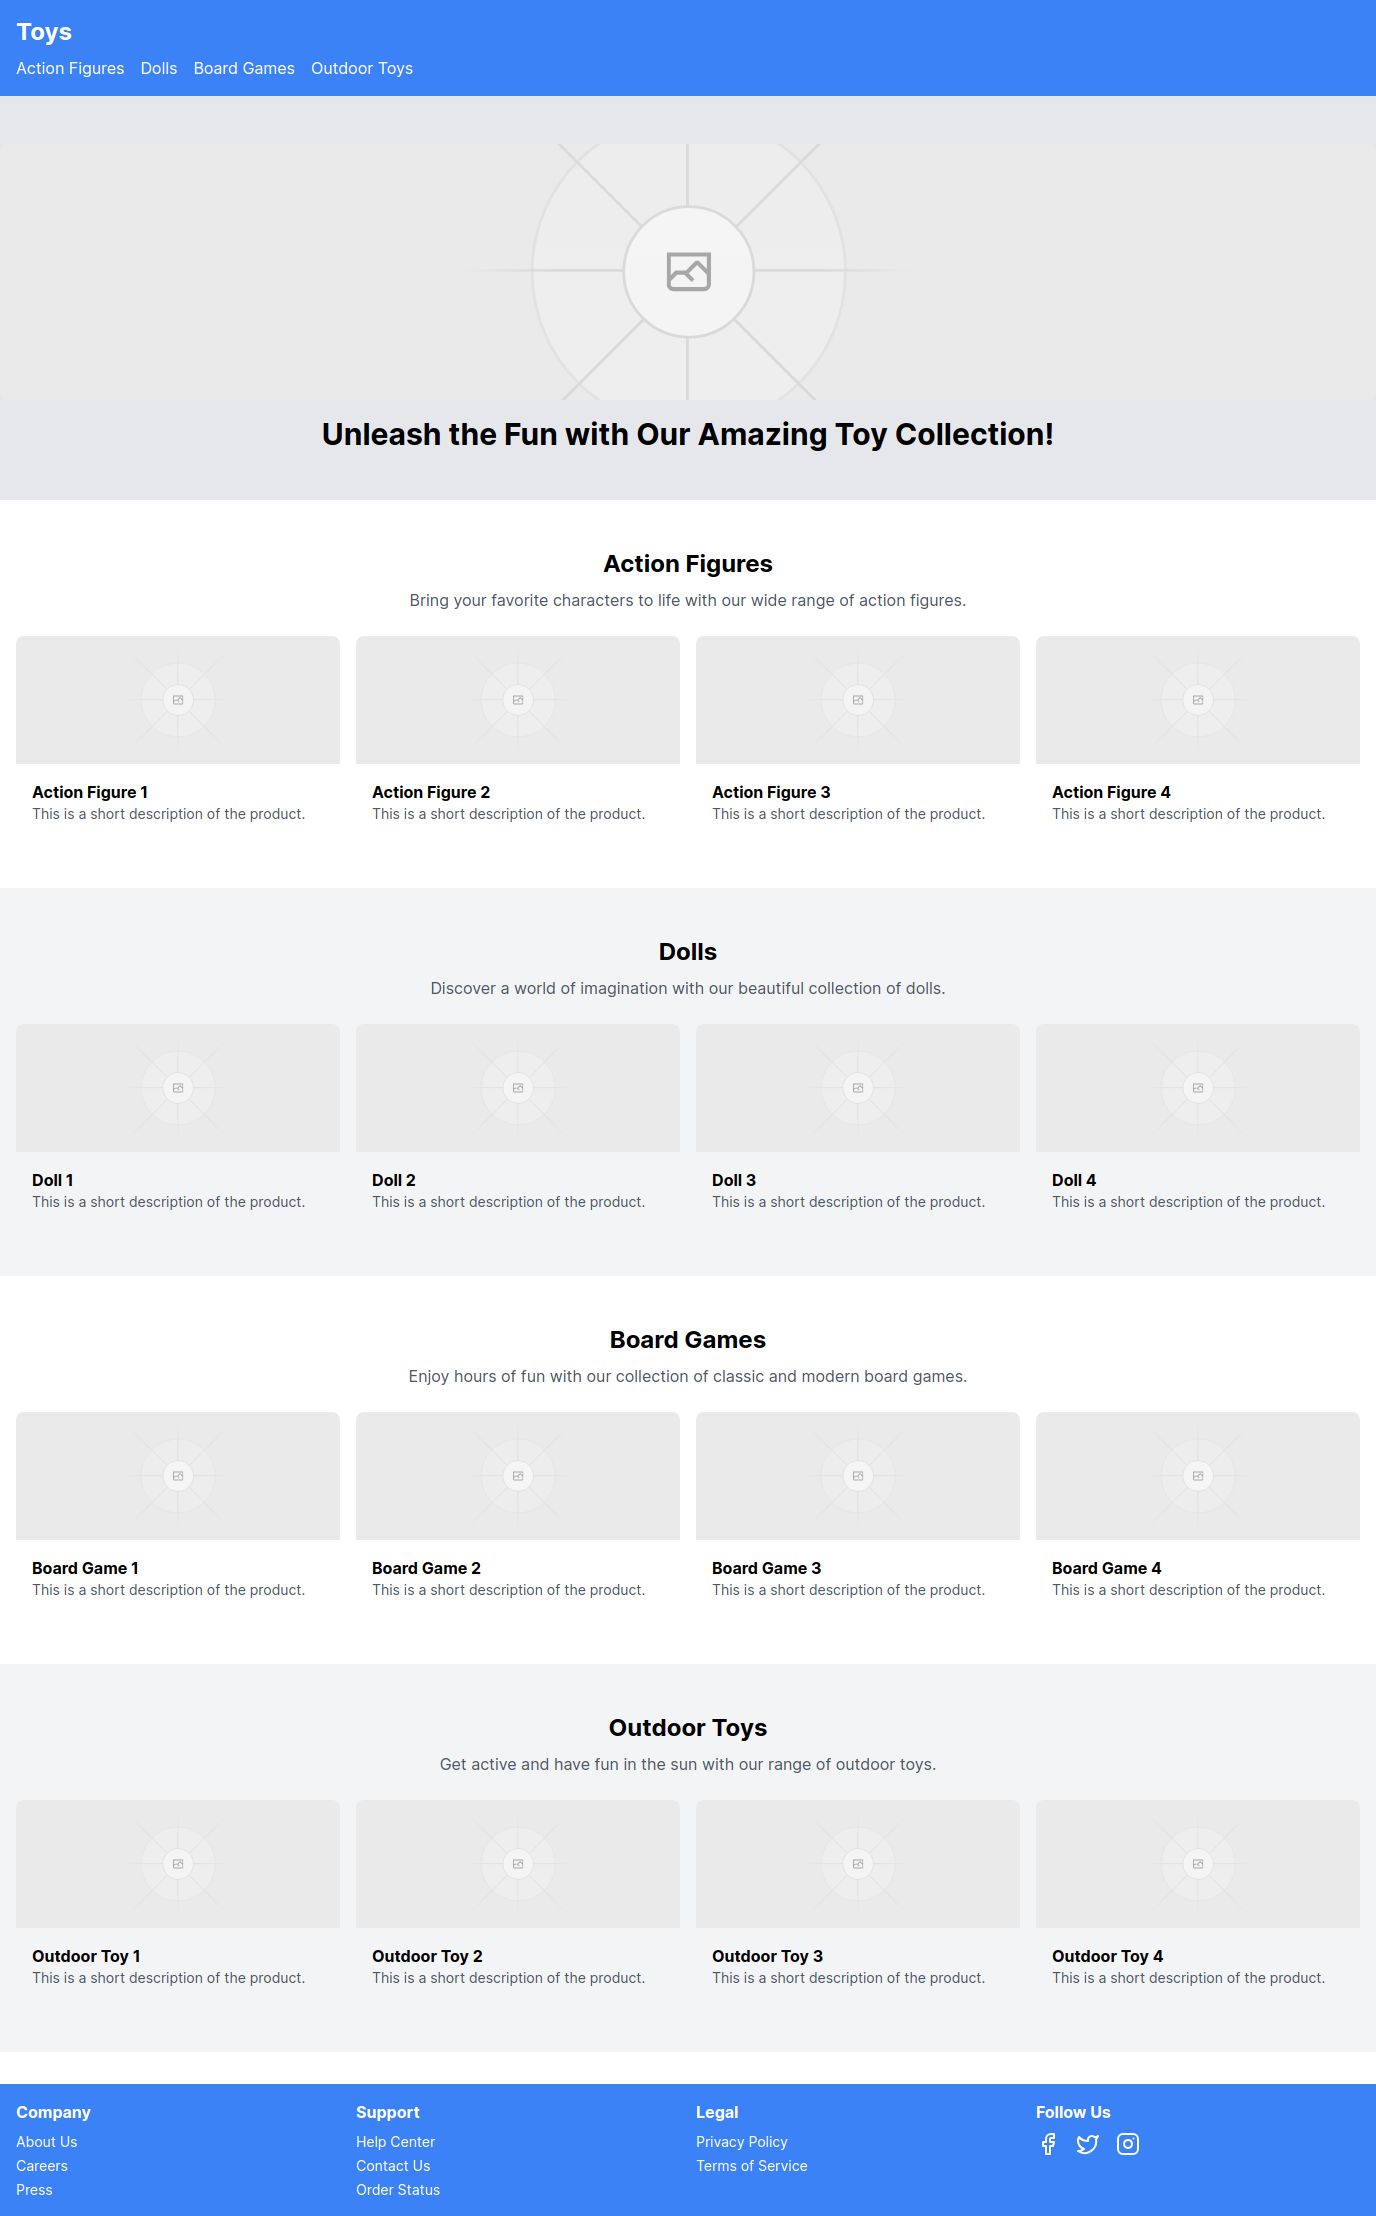 Toys
Action Figures Dolls Board Games Outdoor Toys
Unleash the Fun with Our Amazing Toy Collection!
Action Figures
Bring your favorite characters to life with our wide range of action figures.
Action Figure 1
This is a short description of the product.
Action Figure 2
This is a short description of the product.
Action Figure 3
This is a short description of the product.
Action Figure 4
This is a short description of the product.
Dolls
Discover a world of imagination with our beautiful collection of dolls.
Doll 1
This is a short description of the product.
Doll 2
This is a short description of the product.
Doll 3
This is a short description of the product.
Doll 4
This is a short description of the product.
Board Games
Enjoy hours of fun with our collection of classic and modern board games.
Board Game 1
This is a short description of the product.
Board Game 2
This is a short description of the product.
Board Game 3
This is a short description of the product.
Board Game 4
This is a short description of the product.
Outdoor Toys
Get active and have fun in the sun with our range of outdoor toys.
Outdoor Toy 1
This is a short description of the product.
Outdoor Toy 2
This is a short description of the product.
Outdoor Toy 3
This is a short description of the product.
Outdoor Toy 4
This is a short description of the product.
Company
About Us
Careers
Press
Support
Help Center
Contact Us
Order Status
Legal
Privacy Policy
Terms of Service
Follow Us